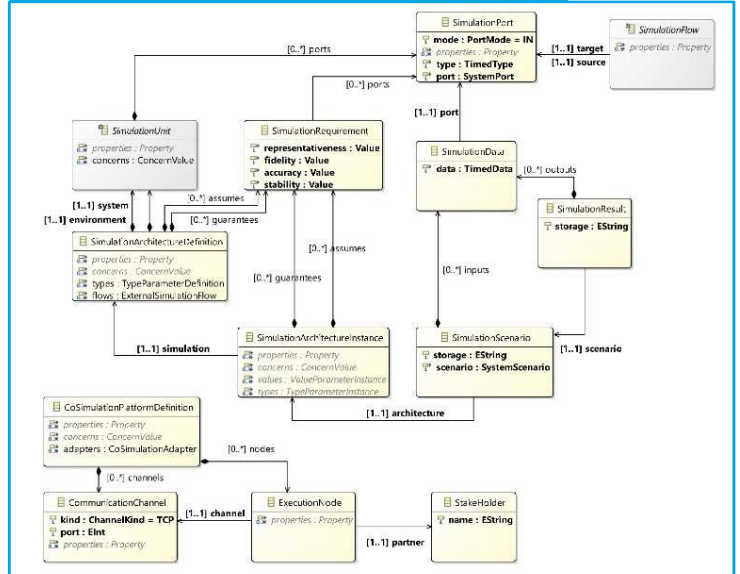 SimulationPort
mode : PortMode = IN
properties : Property
type : TimedType
port : SystemPort
SimulationFlow
properties : Property
[0..*] ports
[1..1] target
[1..1] source
[0..*] ports
[1..1] port
SimulationUnit
properties : Property
concerns : ConcernValue
SimulationRequirement
representativeness : Value
fidelity : Value
accuracy : Value
stability : Value
SimulationData
data : TimedData
[0..*] outputs
SimulationResult
storage : EString
[1..1] system
[1..1] environment
[0..*] assumes
[0..*] guarantees
SimulationArchitectureDefinition
properties : Property
concerns : ConcernValue
types : TypeParameterDefinition
flows : ExternalSimulationFlow
[0..*] assumes
[0..*] guarantees
[0..*] inputs
[1..1] simulation
SimulationArchitectureInstance
properties : Property
concerns : ConcernValue
values : ValueParameterInstance
types : TypeParameterInstance
SimulationScenario
storage : EString
scenario : SystemScenario
[1..1] scenario
[1..1] architecture
CoSimulationPlatformDefinition
properties : Property
concerns : ConcernValue
adapters : CoSimulationAdapter
[0..*] nodes
[0..*] channels
CommunicationChannel
kind : ChannelKind = TCP
port : EInt
properties : Property
[1..1] channel
ExecutionNode
properties : Property
[1..1] partner
StakeHolder
name : EString